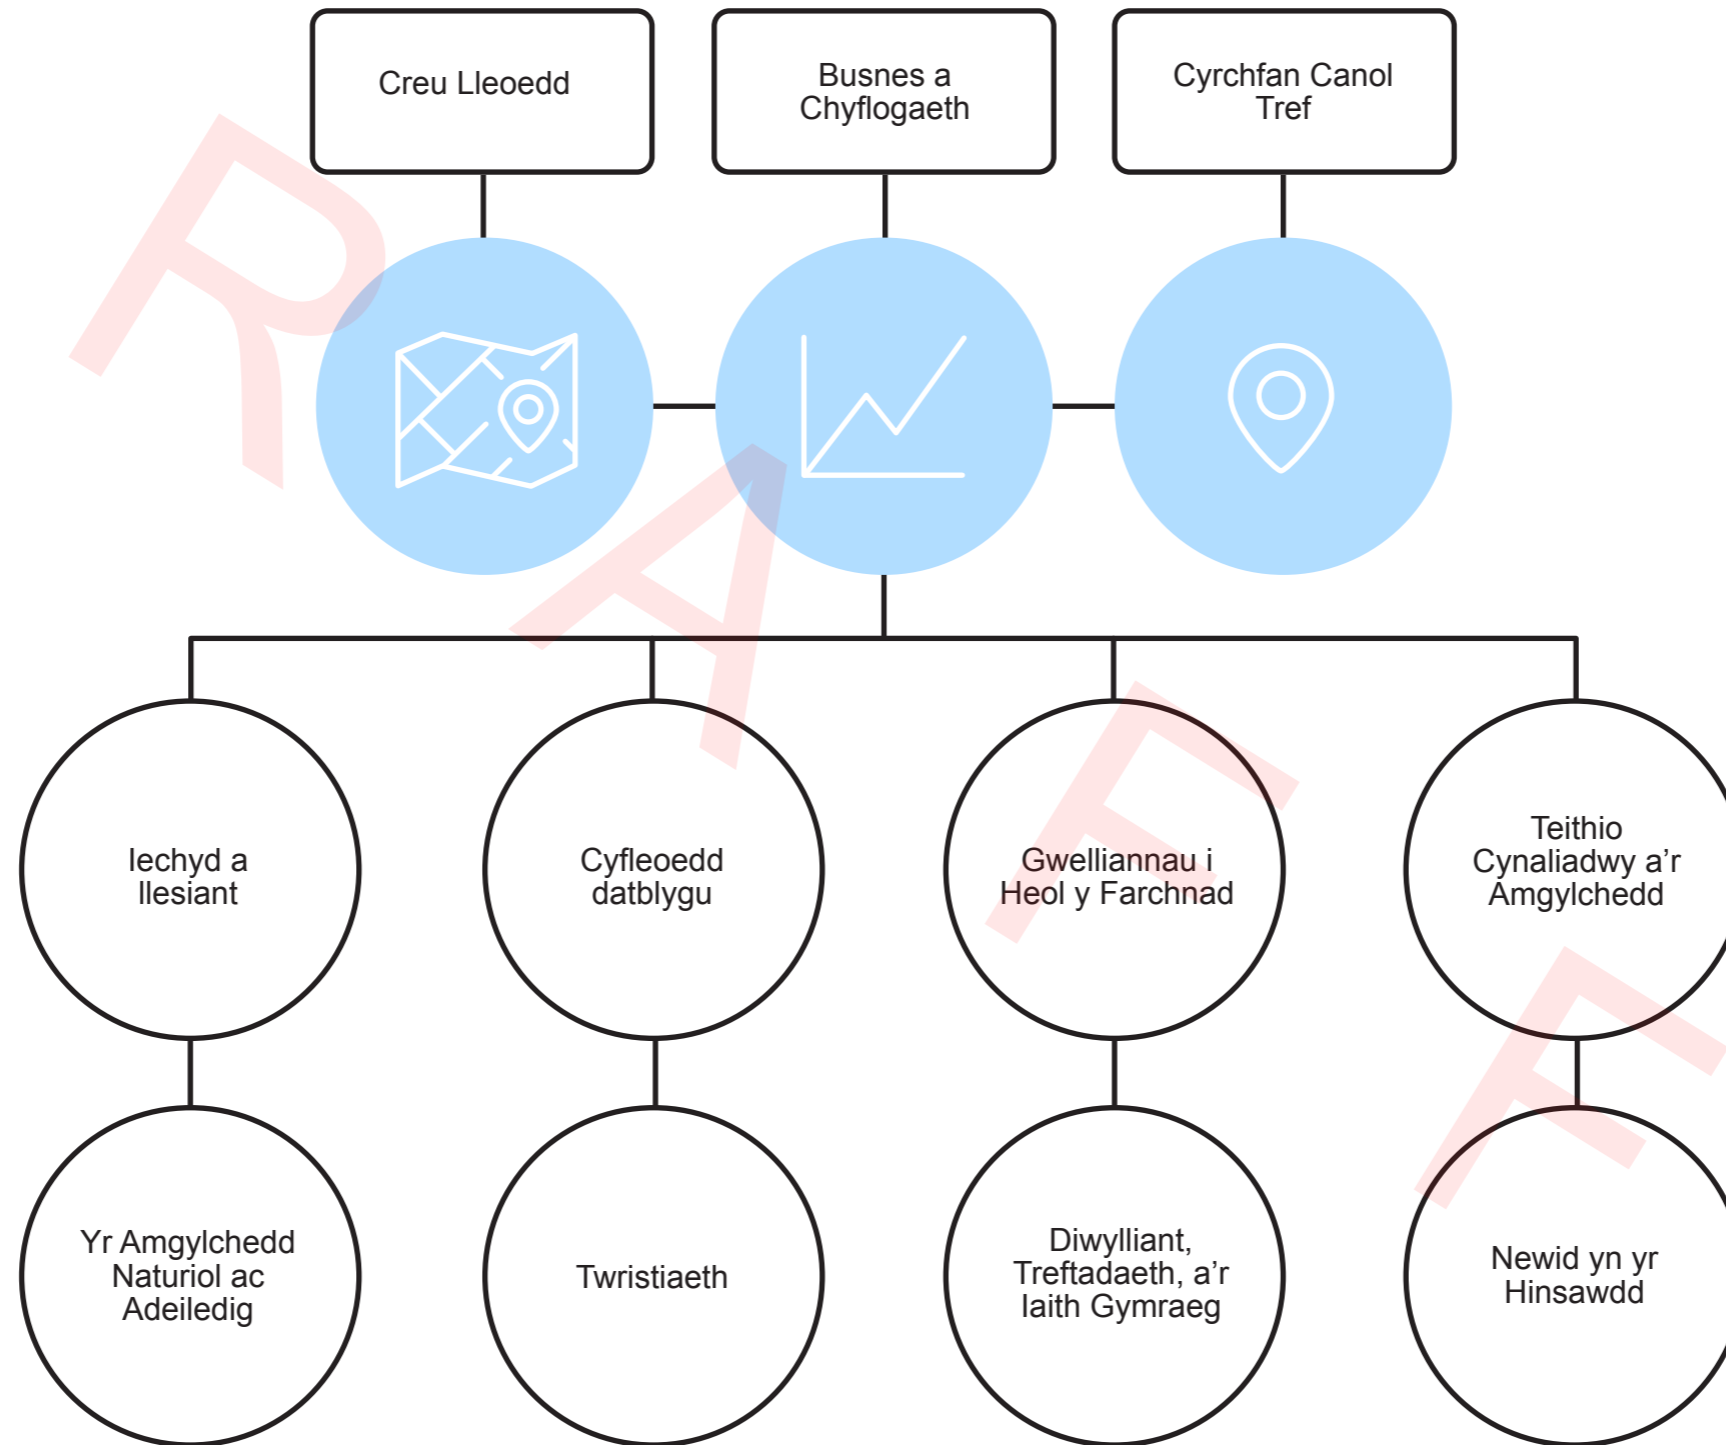 Creu Lleoedd
Busnes a
Chyflogaeth
Cyrchfan Canol
Tref
Iechyd a
llesiant
Cyfleoedd
datblygu
Gwelliannau i
Heol y Farchnad
Teithio
Cynaliadwy a’r
Amgylchedd
Yr Amgylchedd
Naturiol ac
Adeiledig
Twristiaeth
Diwylliant,
Treftadaeth, a’r
Iaith Gymraeg
Newid yn yr
Hinsawdd
RAFF